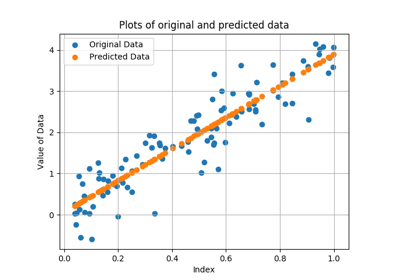 Plots of original and predicted data
Original Data
Predicted Data
Value of Data
4
3
2
1
0
0.0 0.2 0.4 0.6 0.8 1.0
Index